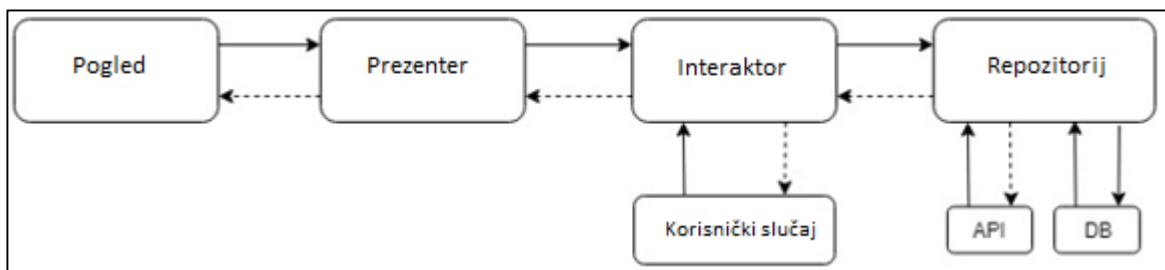 Pogled
Prezenter
Interaktor
Repozitorij
Korisnički slučaj
API
DB